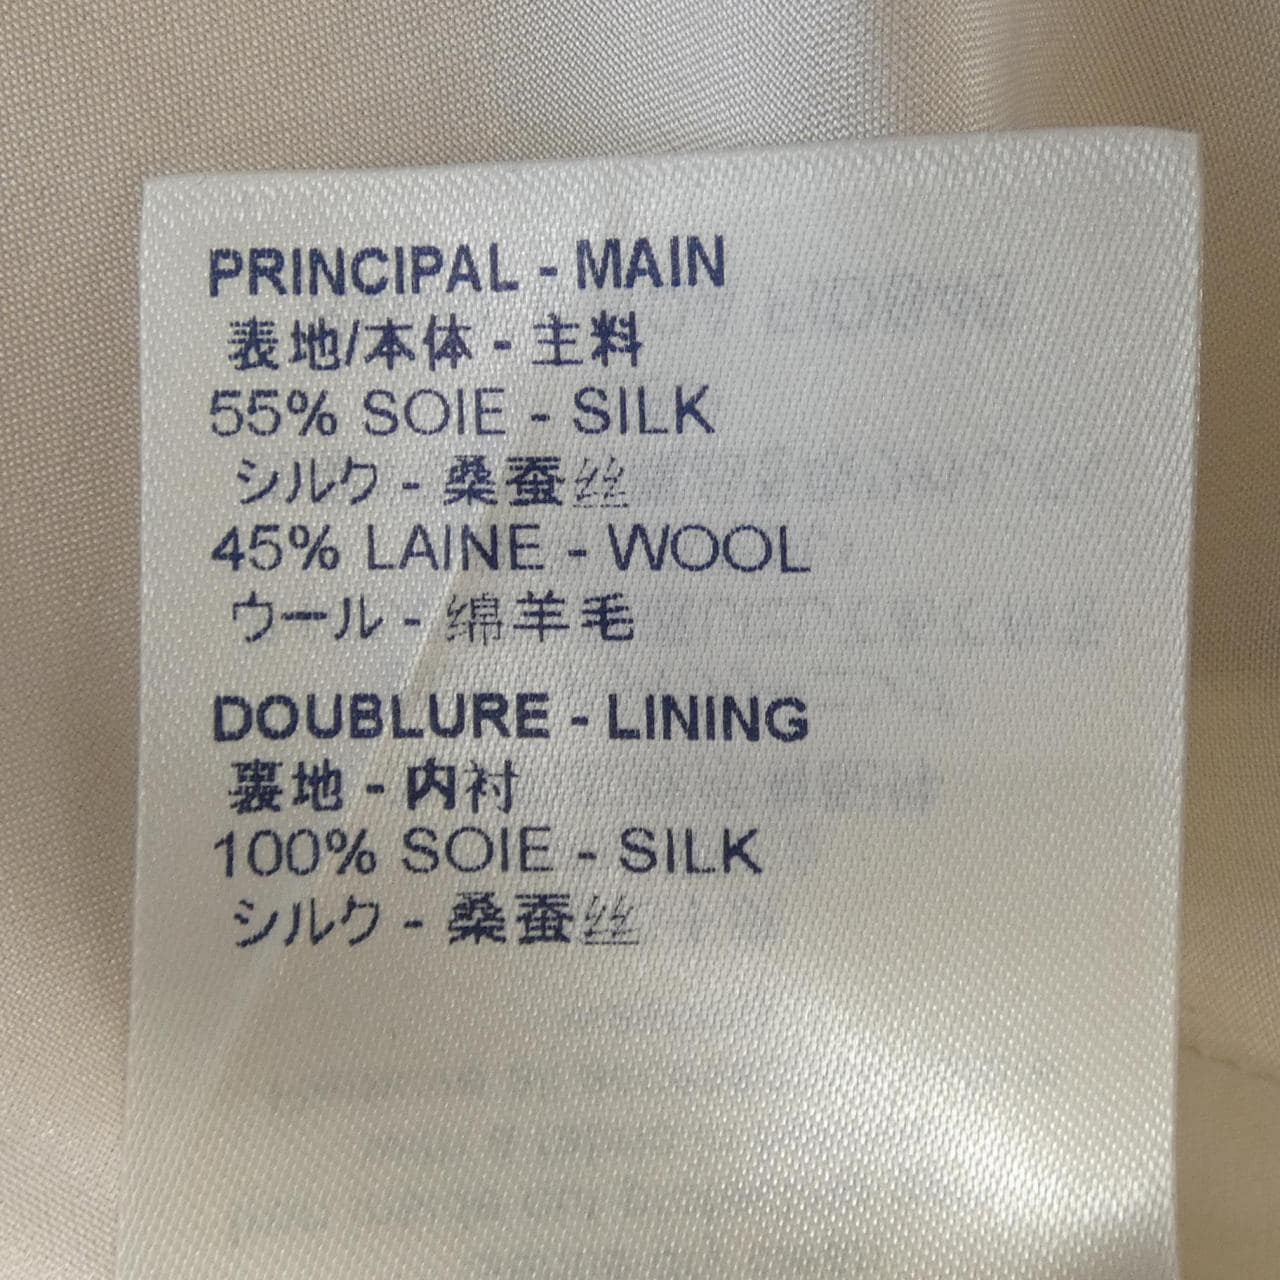 PRINCIPAL - MAIN
表地/本体 - 主料
55% SOIE - SILK
シルク - 桑蚕丝
45% LAINE - WOOL
ウール - 绵羊毛
DOUBLURE - LINING
裏地 - 内衬
100% SOIE - SILK
シルク - 桑蚕丝